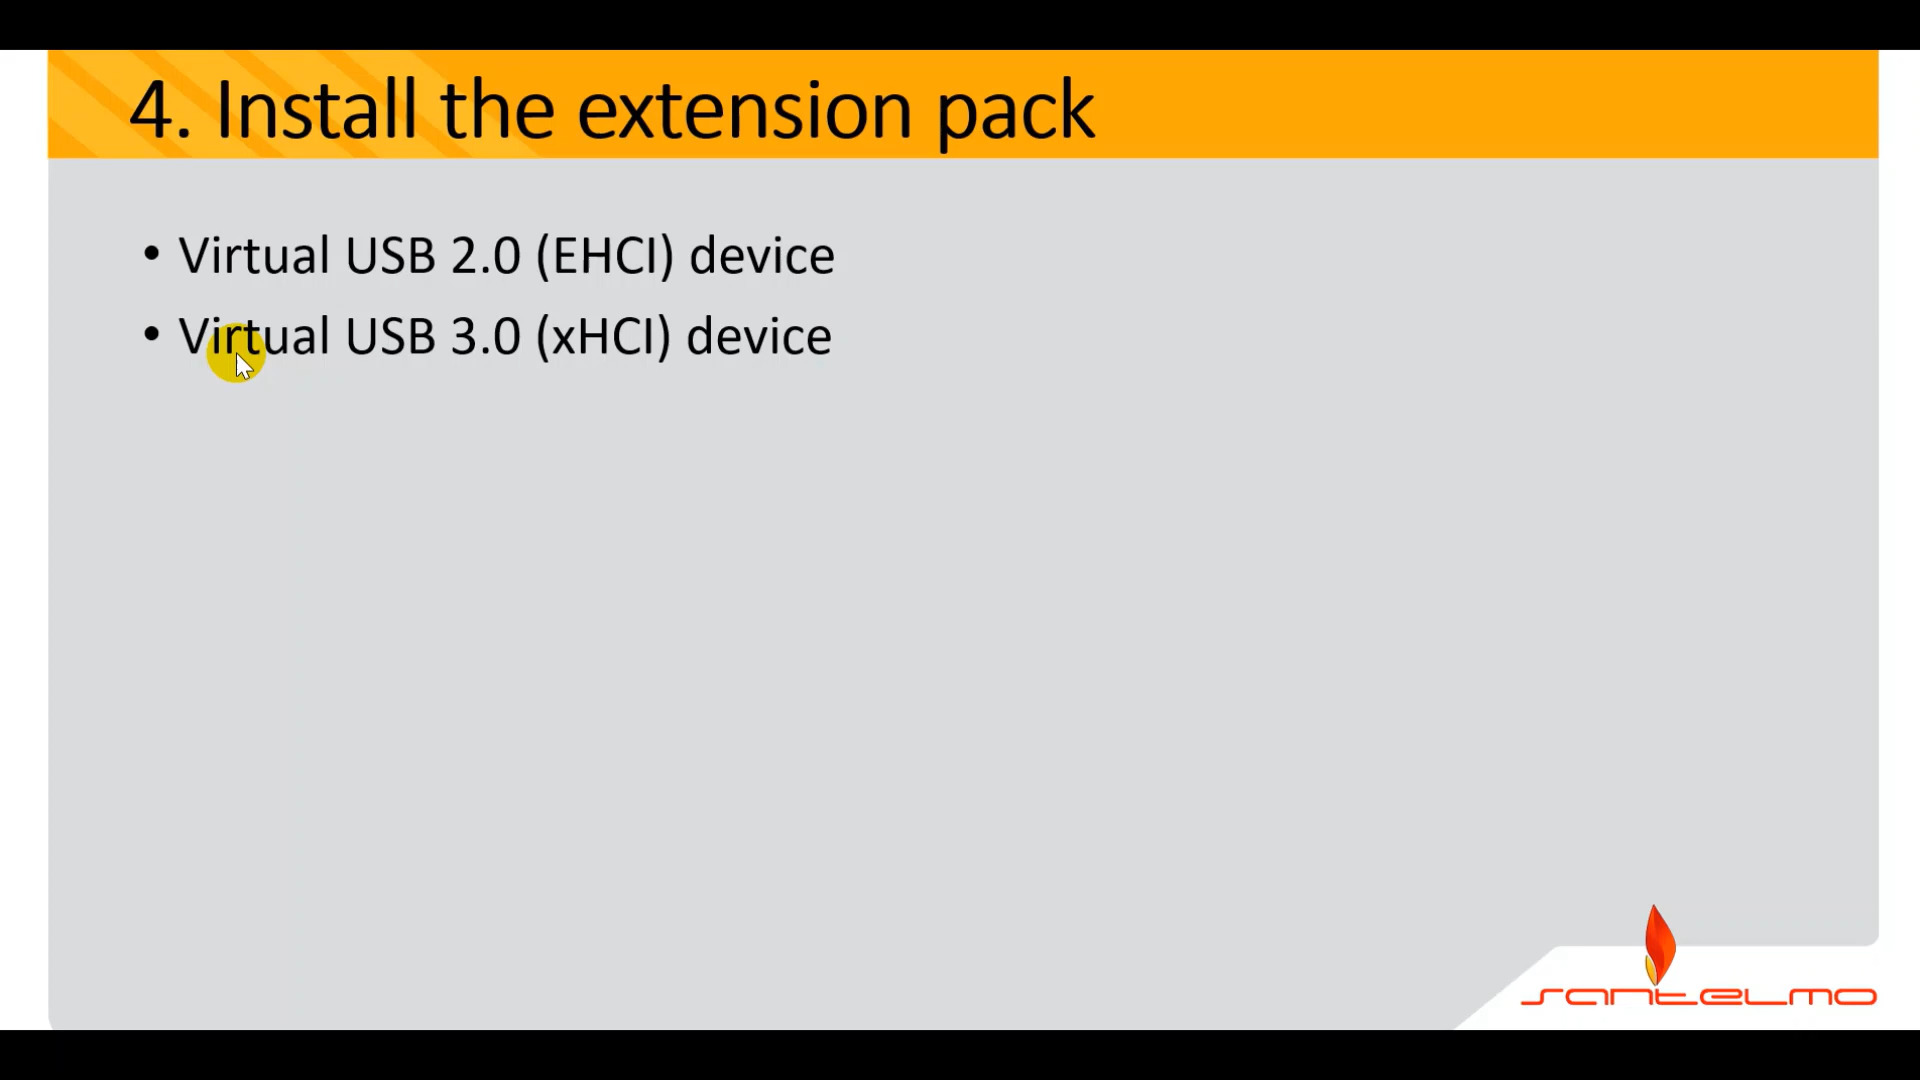 4. Install the extension pack
• Virtual USB 2.0 (EHCI) device
• Virtual USB 3.0 (xHCI) device
santelmo